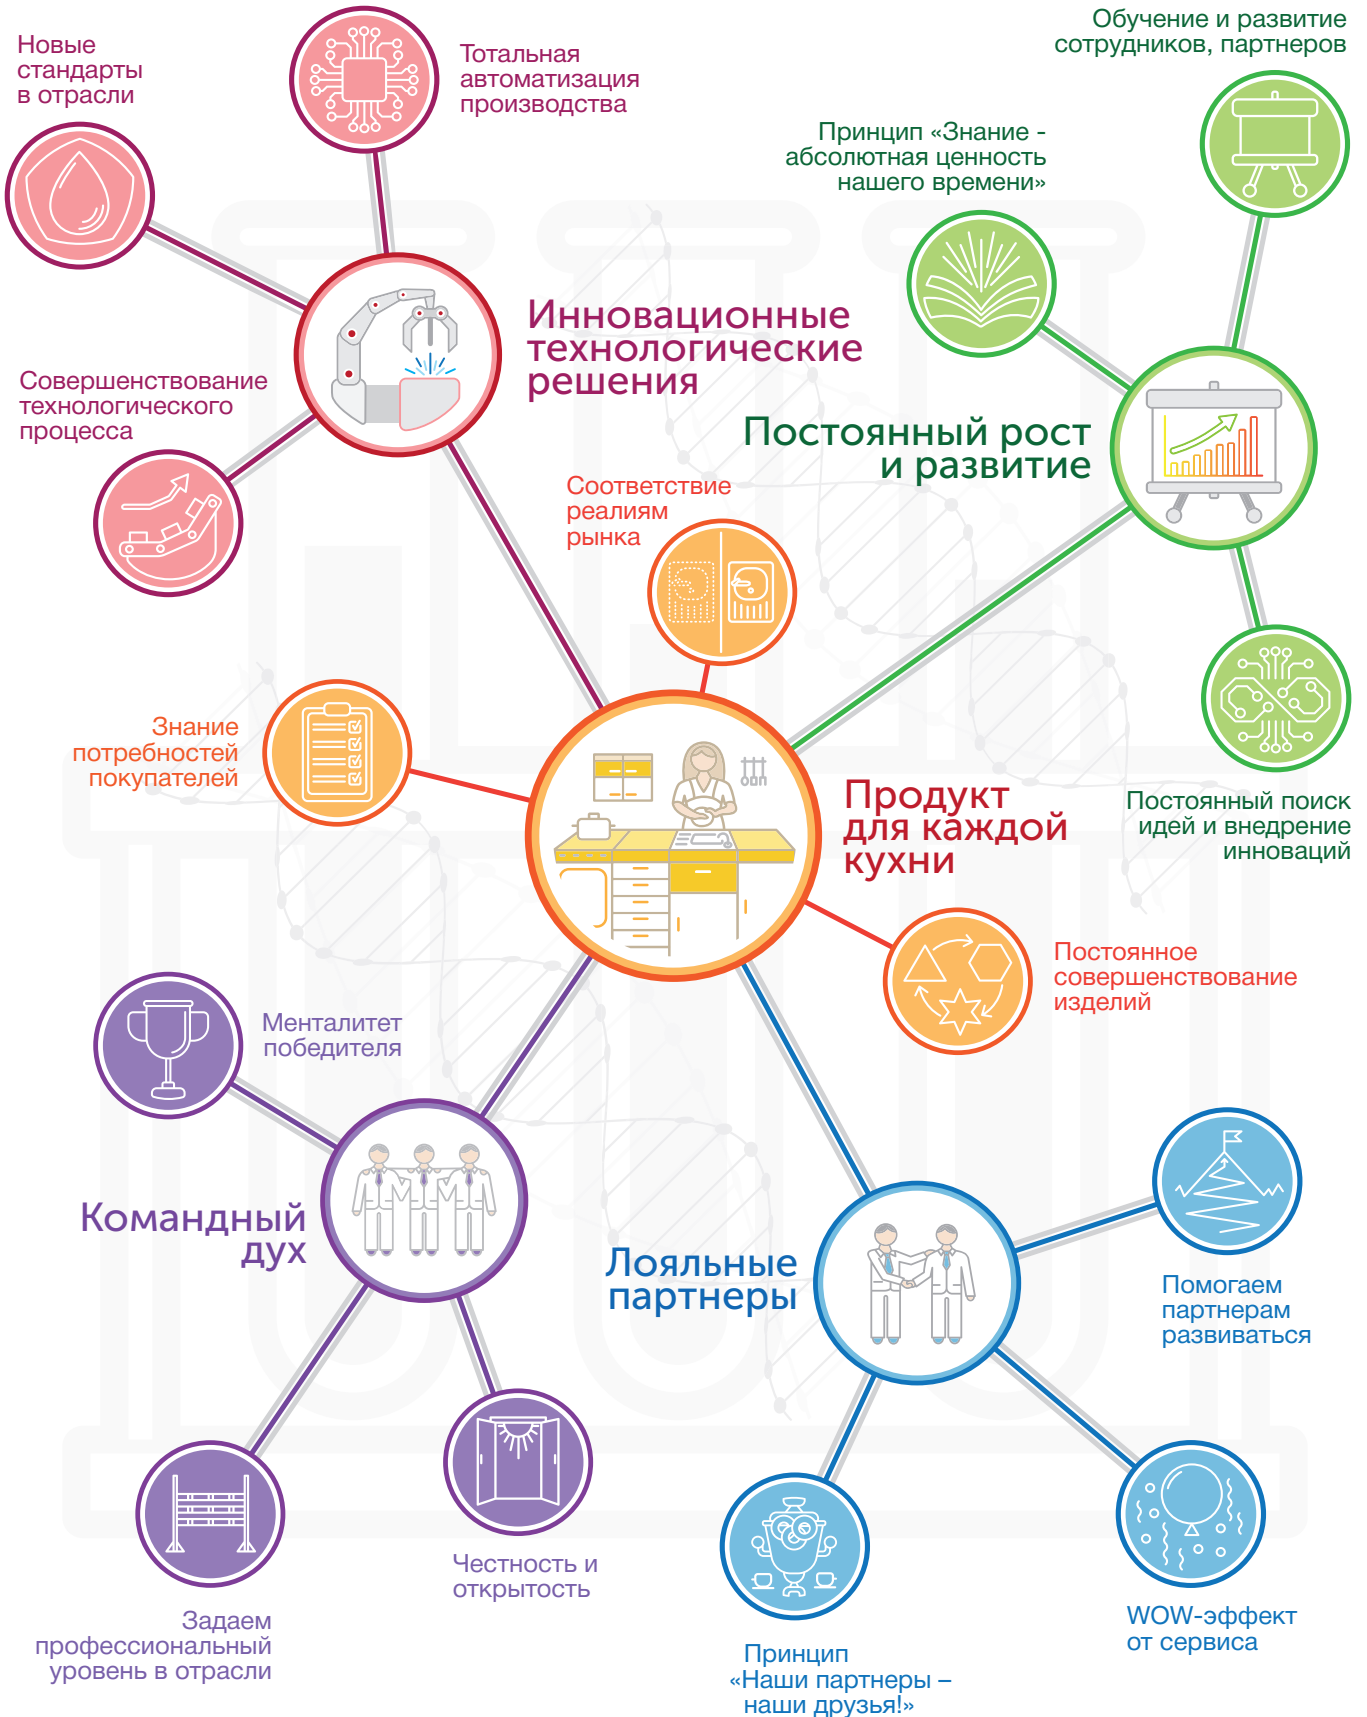 Новые
стандарты
в отрасли
Тотальная
автоматизация
производства
Обучение и развитие
сотрудников, партнеров
Принцип «Знание -
абсолютная ценность
нашего времени»
Инновационные
технологические
решения
Совершенствование
технологического
процесса
Постоянный рост
и развитие
Соответствие
реалиям
рынка
Знание
потребностей
покупателей
Продукт
для каждой
кухни
Постоянный поиск
идей и внедрение
инноваций
Постоянное
совершенствование
изделий
Менталитет
победителя
Командный
дух
Лояльные
партнеры
Помогаем
партнерам
развиваться
Честность и
открытость
Задаем
профессиональный
уровень в отрасли
WOW-эффект
от сервиса
Принцип
«Наши партнеры –
наши друзья!»